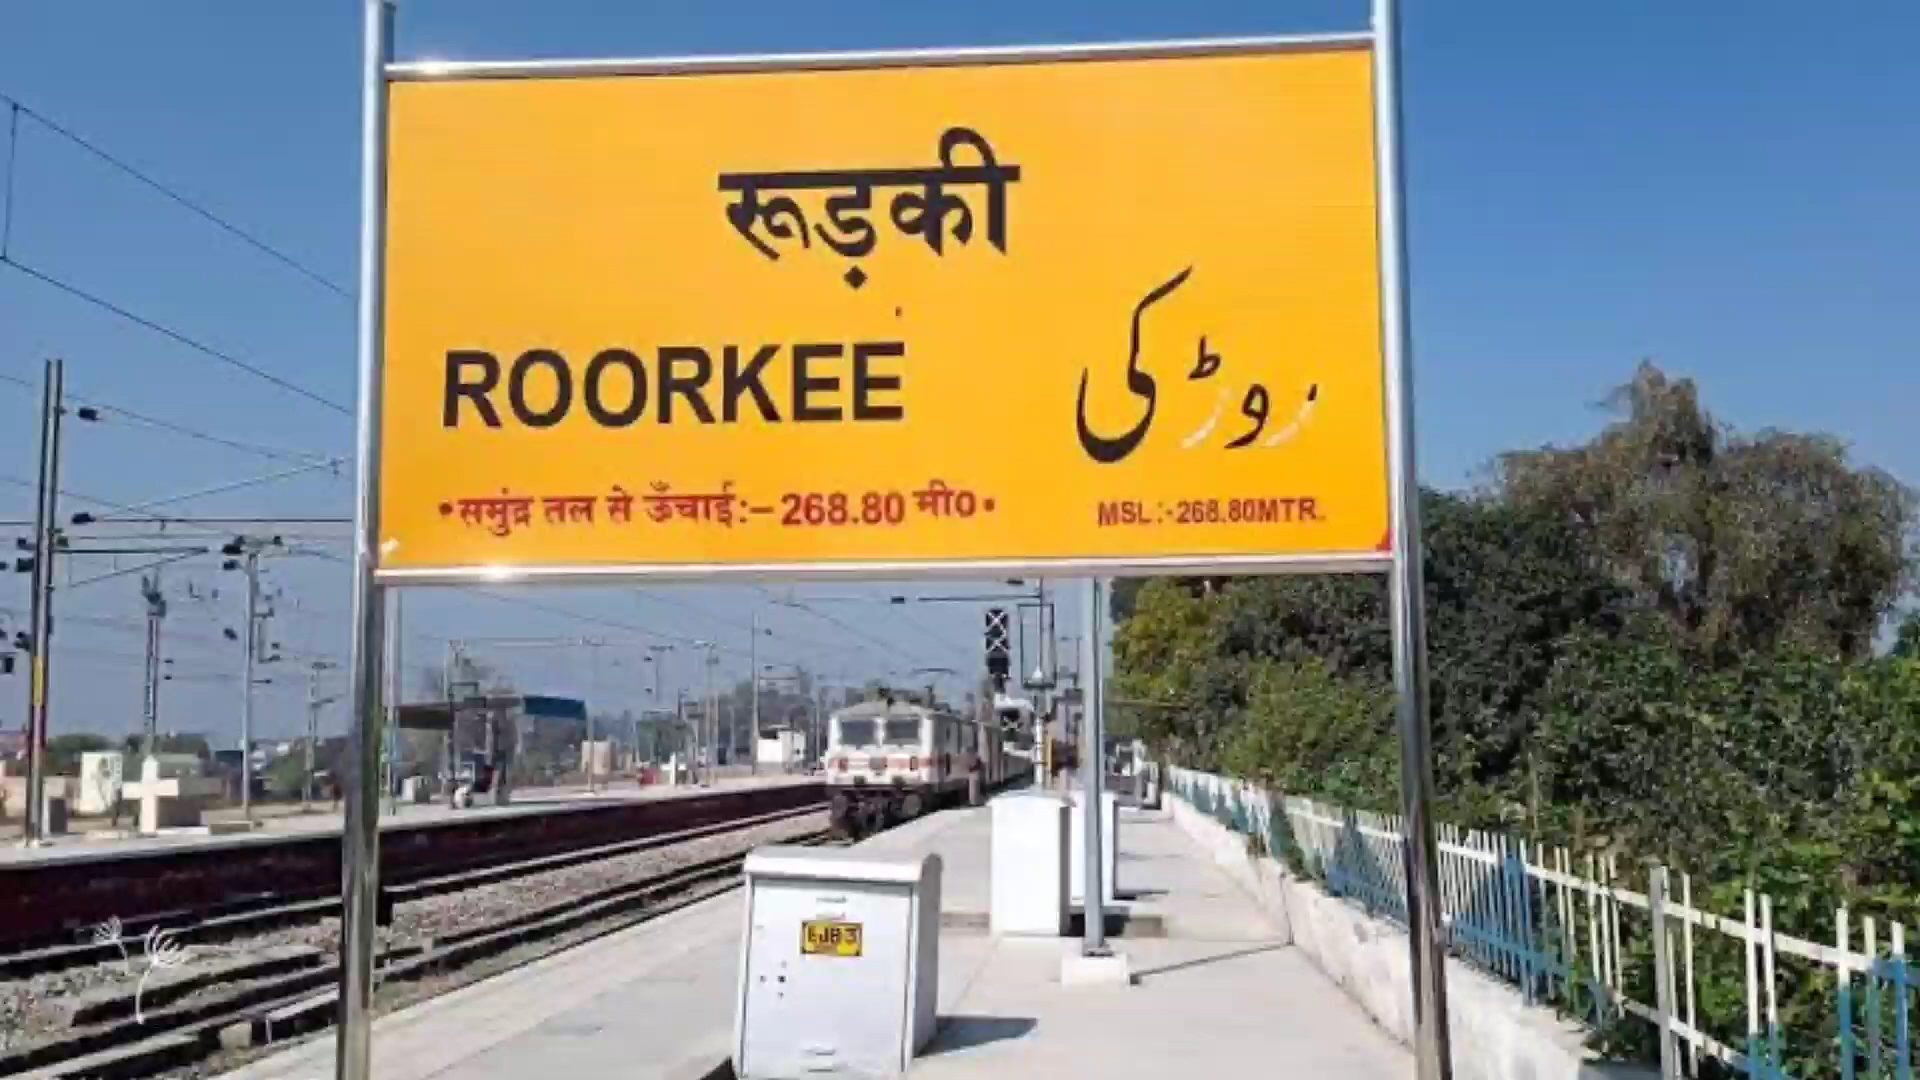 रूड़की
ROORKEE
روڑکی
•समुंद्र तल से ऊँचाई:–268.80 मी०•
MSL:-268.80MTR.
EJB3